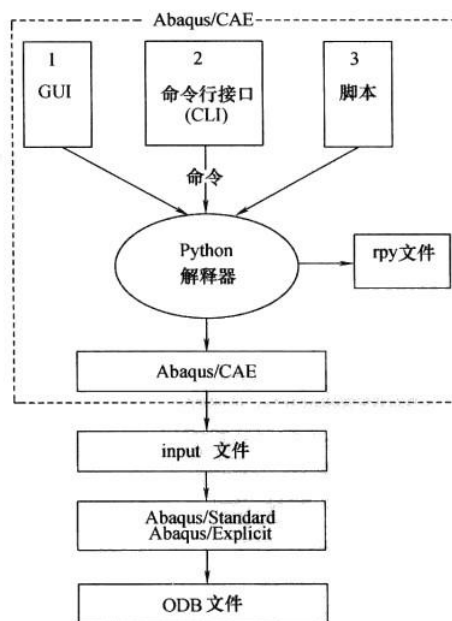 Abaqus/CAE
1
GUI
2
命令行接口
(CLI)
3
脚本
命令
Python
解释器
rpy文件
Abaqus/CAE
input 文件
Abaqus/Standard
Abaqus/Explicit
ODB 文件